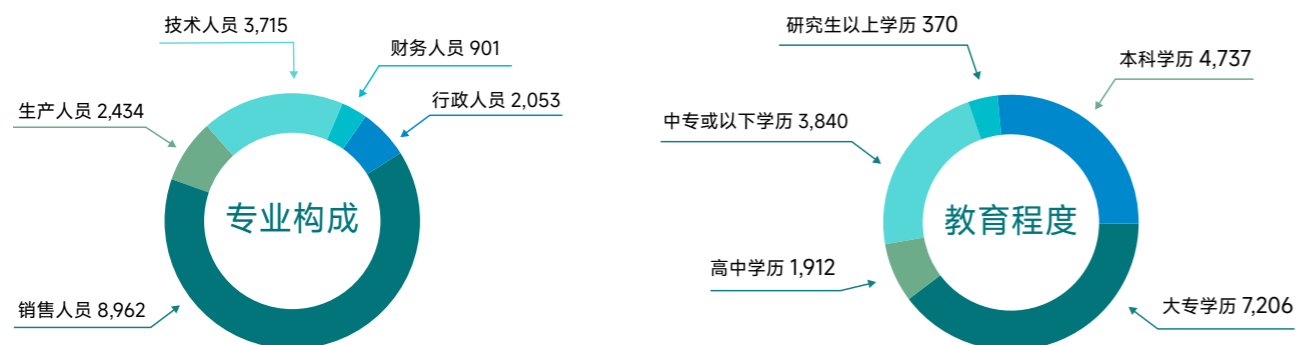 技术人员 3,715
财务人员 901
行政人员 2,053
生产人员 2,434
专业构成
销售人员 8,962
研究生以上学历 370
本科学历 4,737
中专或以下学历 3,840
教育程度
高中学历 1,912
大专学历 7,206